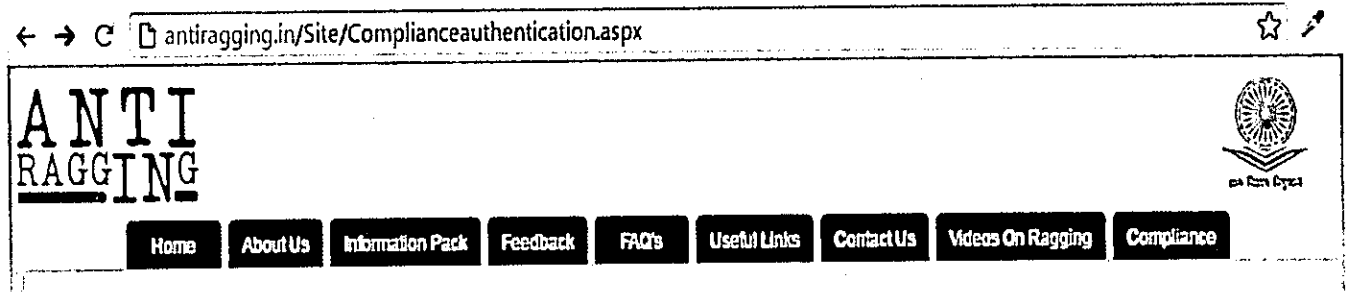 antiragging.in/Site/Complianceauthentication.aspx
ANTI
RAGGING
Home About Us Information Pack Feedback FAQ's Useful Links Contact Us Videos On Ragging Compliance